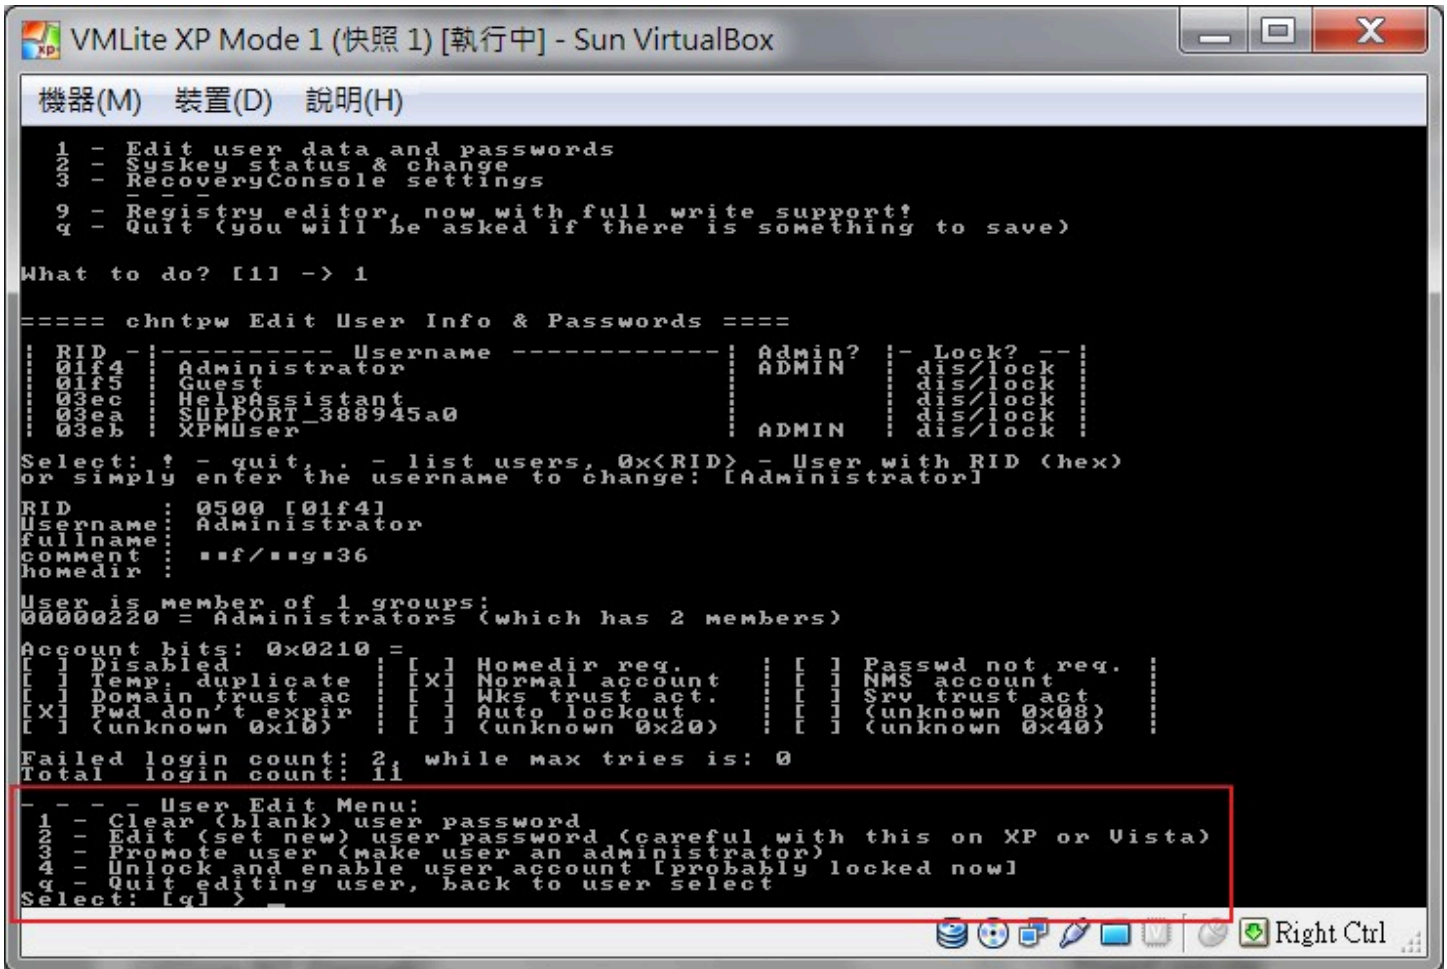 VMLite XP Mode 1 (快照 1) [執行中] - Sun VirtualBox
機器(M) 裝置(D) 說明(H)
1 - Edit user data and passwords
2 - Syskey status & change
3 - RecoveryConsole settings
- - -
9 - Registry editor, now with full write support!
q - Quit (you will be asked if there is something to save)
What to do? [1] -> 1
===== chntpw Edit User Info & Passwords ====
| RID -|---------- Username ------------| Admin? |- Lock? --|
| 01f4 | Administrator | ADMIN | dis/lock |
| 01f5 | Guest | | dis/lock |
| 03ec | HelpAssistant | | dis/lock |
| 03ea | SUPPORT_388945a0 | | dis/lock |
| 03eb | XPMUser | ADMIN | dis/lock |
Select: ! - quit, . - list users, 0x<RID> - User with RID (hex)
or simply enter the username to change: [Administrator]
RID : 0500 [01f4]
Username: Administrator
fullname:
comment : ▪▪f/▪▪g▪36
homedir :
User is member of 1 groups:
00000220 = Administrators (which has 2 members)
Account bits: 0x0210 =
[ ] Disabled | [ ] Homedir req. | [ ] Passwd not req. |
[ ] Temp. duplicate | [X] Normal account | [ ] NMS account |
[ ] Domain trust ac | [ ] Wks trust act. | [ ] Srv trust act |
[X] Pwd don't expir | [ ] Auto lockout | [ ] (unknown 0x08) |
[ ] (unknown 0x10) | [ ] (unknown 0x20) | [ ] (unknown 0x40) |
Failed login count: 2, while max tries is: 0
Total login count: 11
- - - - User Edit Menu:
1 - Clear (blank) user password
2 - Edit (set new) user password (careful with this on XP or Vista)
3 - Promote user (make user an administrator)
4 - Unlock and enable user account [probably locked now]
q - Quit editing user, back to user select
Select: [q] > _
Right Ctrl